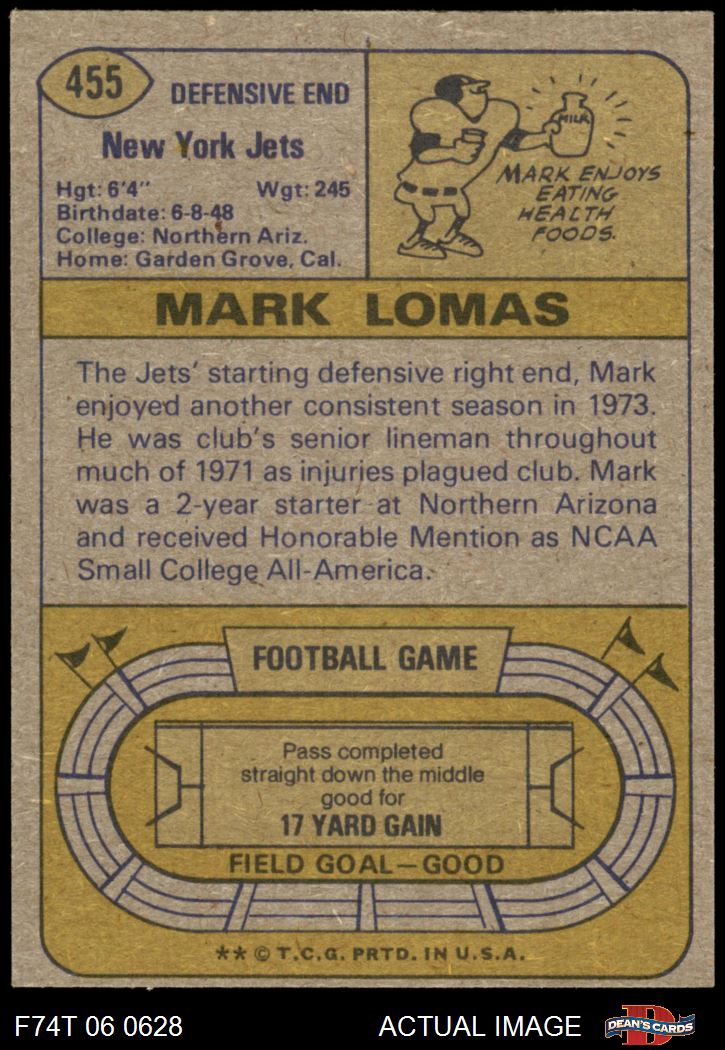 455
DEFENSIVE END
New York Jets
Hgt: 6'4" Wgt: 245
Birthdate: 6-8-48
College: Northern Ariz.
Home: Garden Grove, Cal.
MILK
MARK ENJOYS
EATING
HEALTH
FOODS.
MARK LOMAS
The Jets' starting defensive right end, Mark
enjoyed another consistent season in 1973.
He was club's senior lineman throughout
much of 1971 as injuries plagued club. Mark
was a 2-year starter at Northern Arizona
and received Honorable Mention as NCAA
Small College All-America.
FOOTBALL GAME
Pass completed
straight down the middle
good for
17 YARD GAIN
FIELD GOAL—GOOD
** © T.C.G. PRTD. IN U.S.A.
F74T 06 0628 ACTUAL IMAGE
D
DEAN'S CARDS